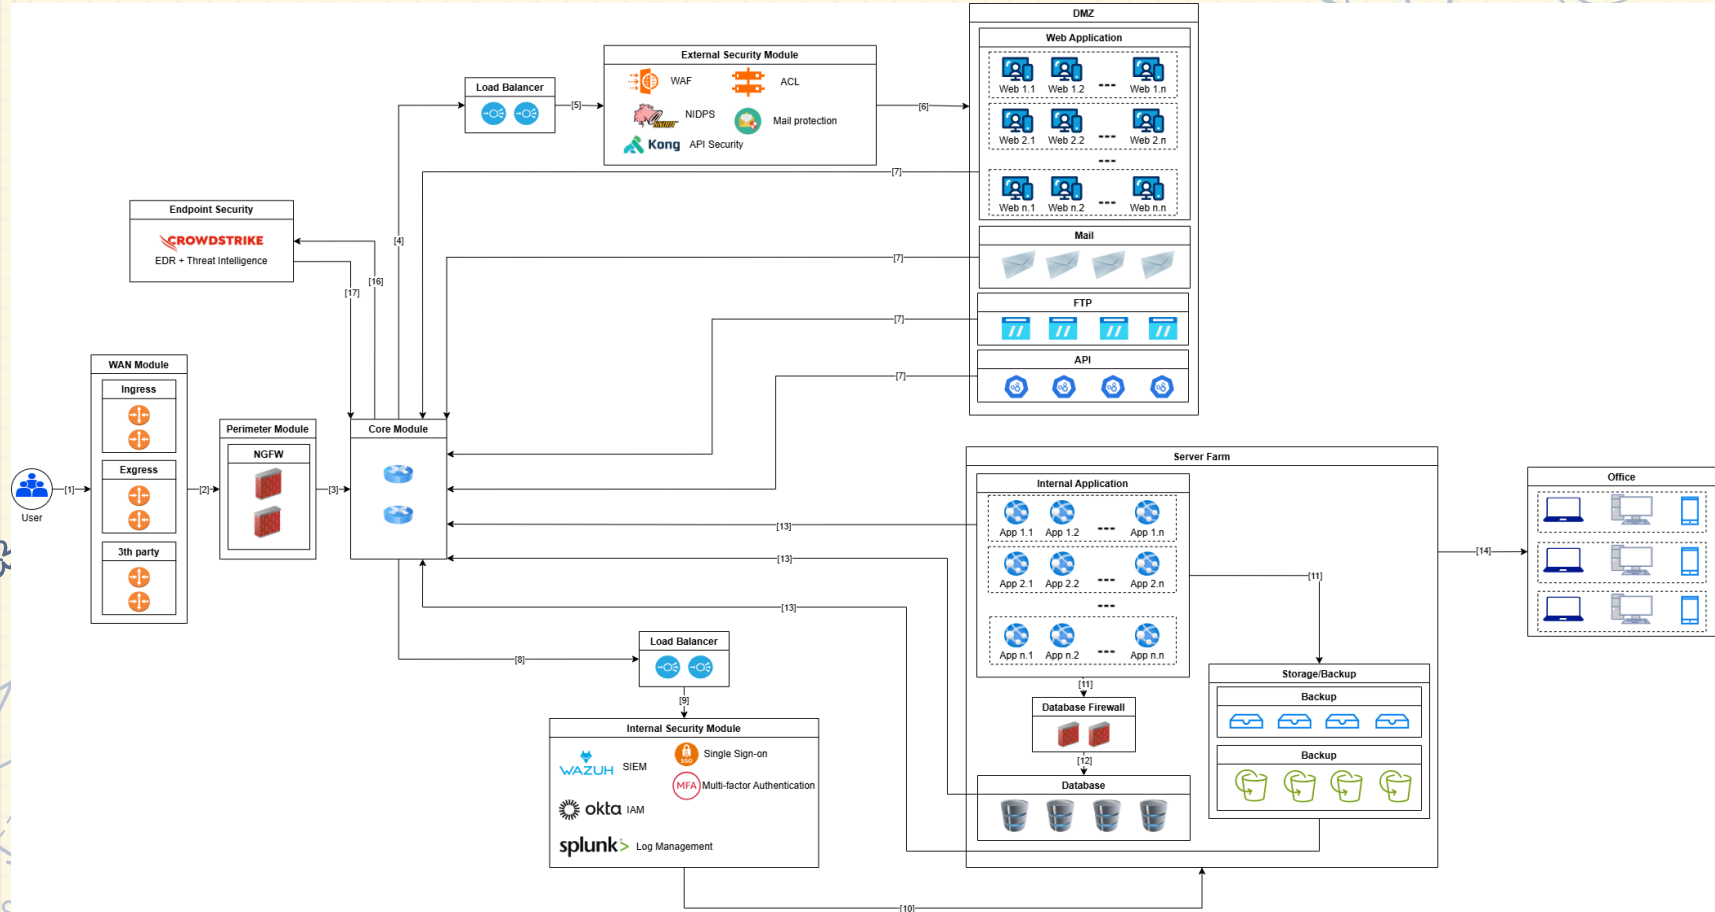 DMZ
Web Application
Web 1.1
Web 1.2
---
Web 1.n
Web 2.1
Web 2.2
---
Web 2.n
---
Web n.1
Web n.2
---
Web n.n
Mail
FTP
API
External Security Module
WAF
ACL
SNORT
NIDPS
Mail protection
Kong
API Security
Load Balancer
[5]
[6]
[7]
[7]
[7]
[7]
[4]
Endpoint Security
CROWDSTRIKE
EDR + Threat Intelligence
[16]
[17]
WAN Module
Ingress
Exgress
3th party
User
[1]
[2]
Perimeter Module
NGFW
[3]
Core Module
[13]
[13]
[13]
[8]
Load Balancer
[9]
Internal Security Module
WAZUH
SIEM
SSO
Single Sign-on
MFA
Multi-factor Authentication
okta
IAM
splunk>
Log Management
[10]
Server Farm
Internal Application
App 1.1
App 1.2
---
App 1.n
App 2.1
App 2.2
---
App 2.n
---
App n.1
App n.2
---
App n.n
[11]
[11]
Database Firewall
[12]
Database
Storage/Backup
Backup
Backup
[14]
Office